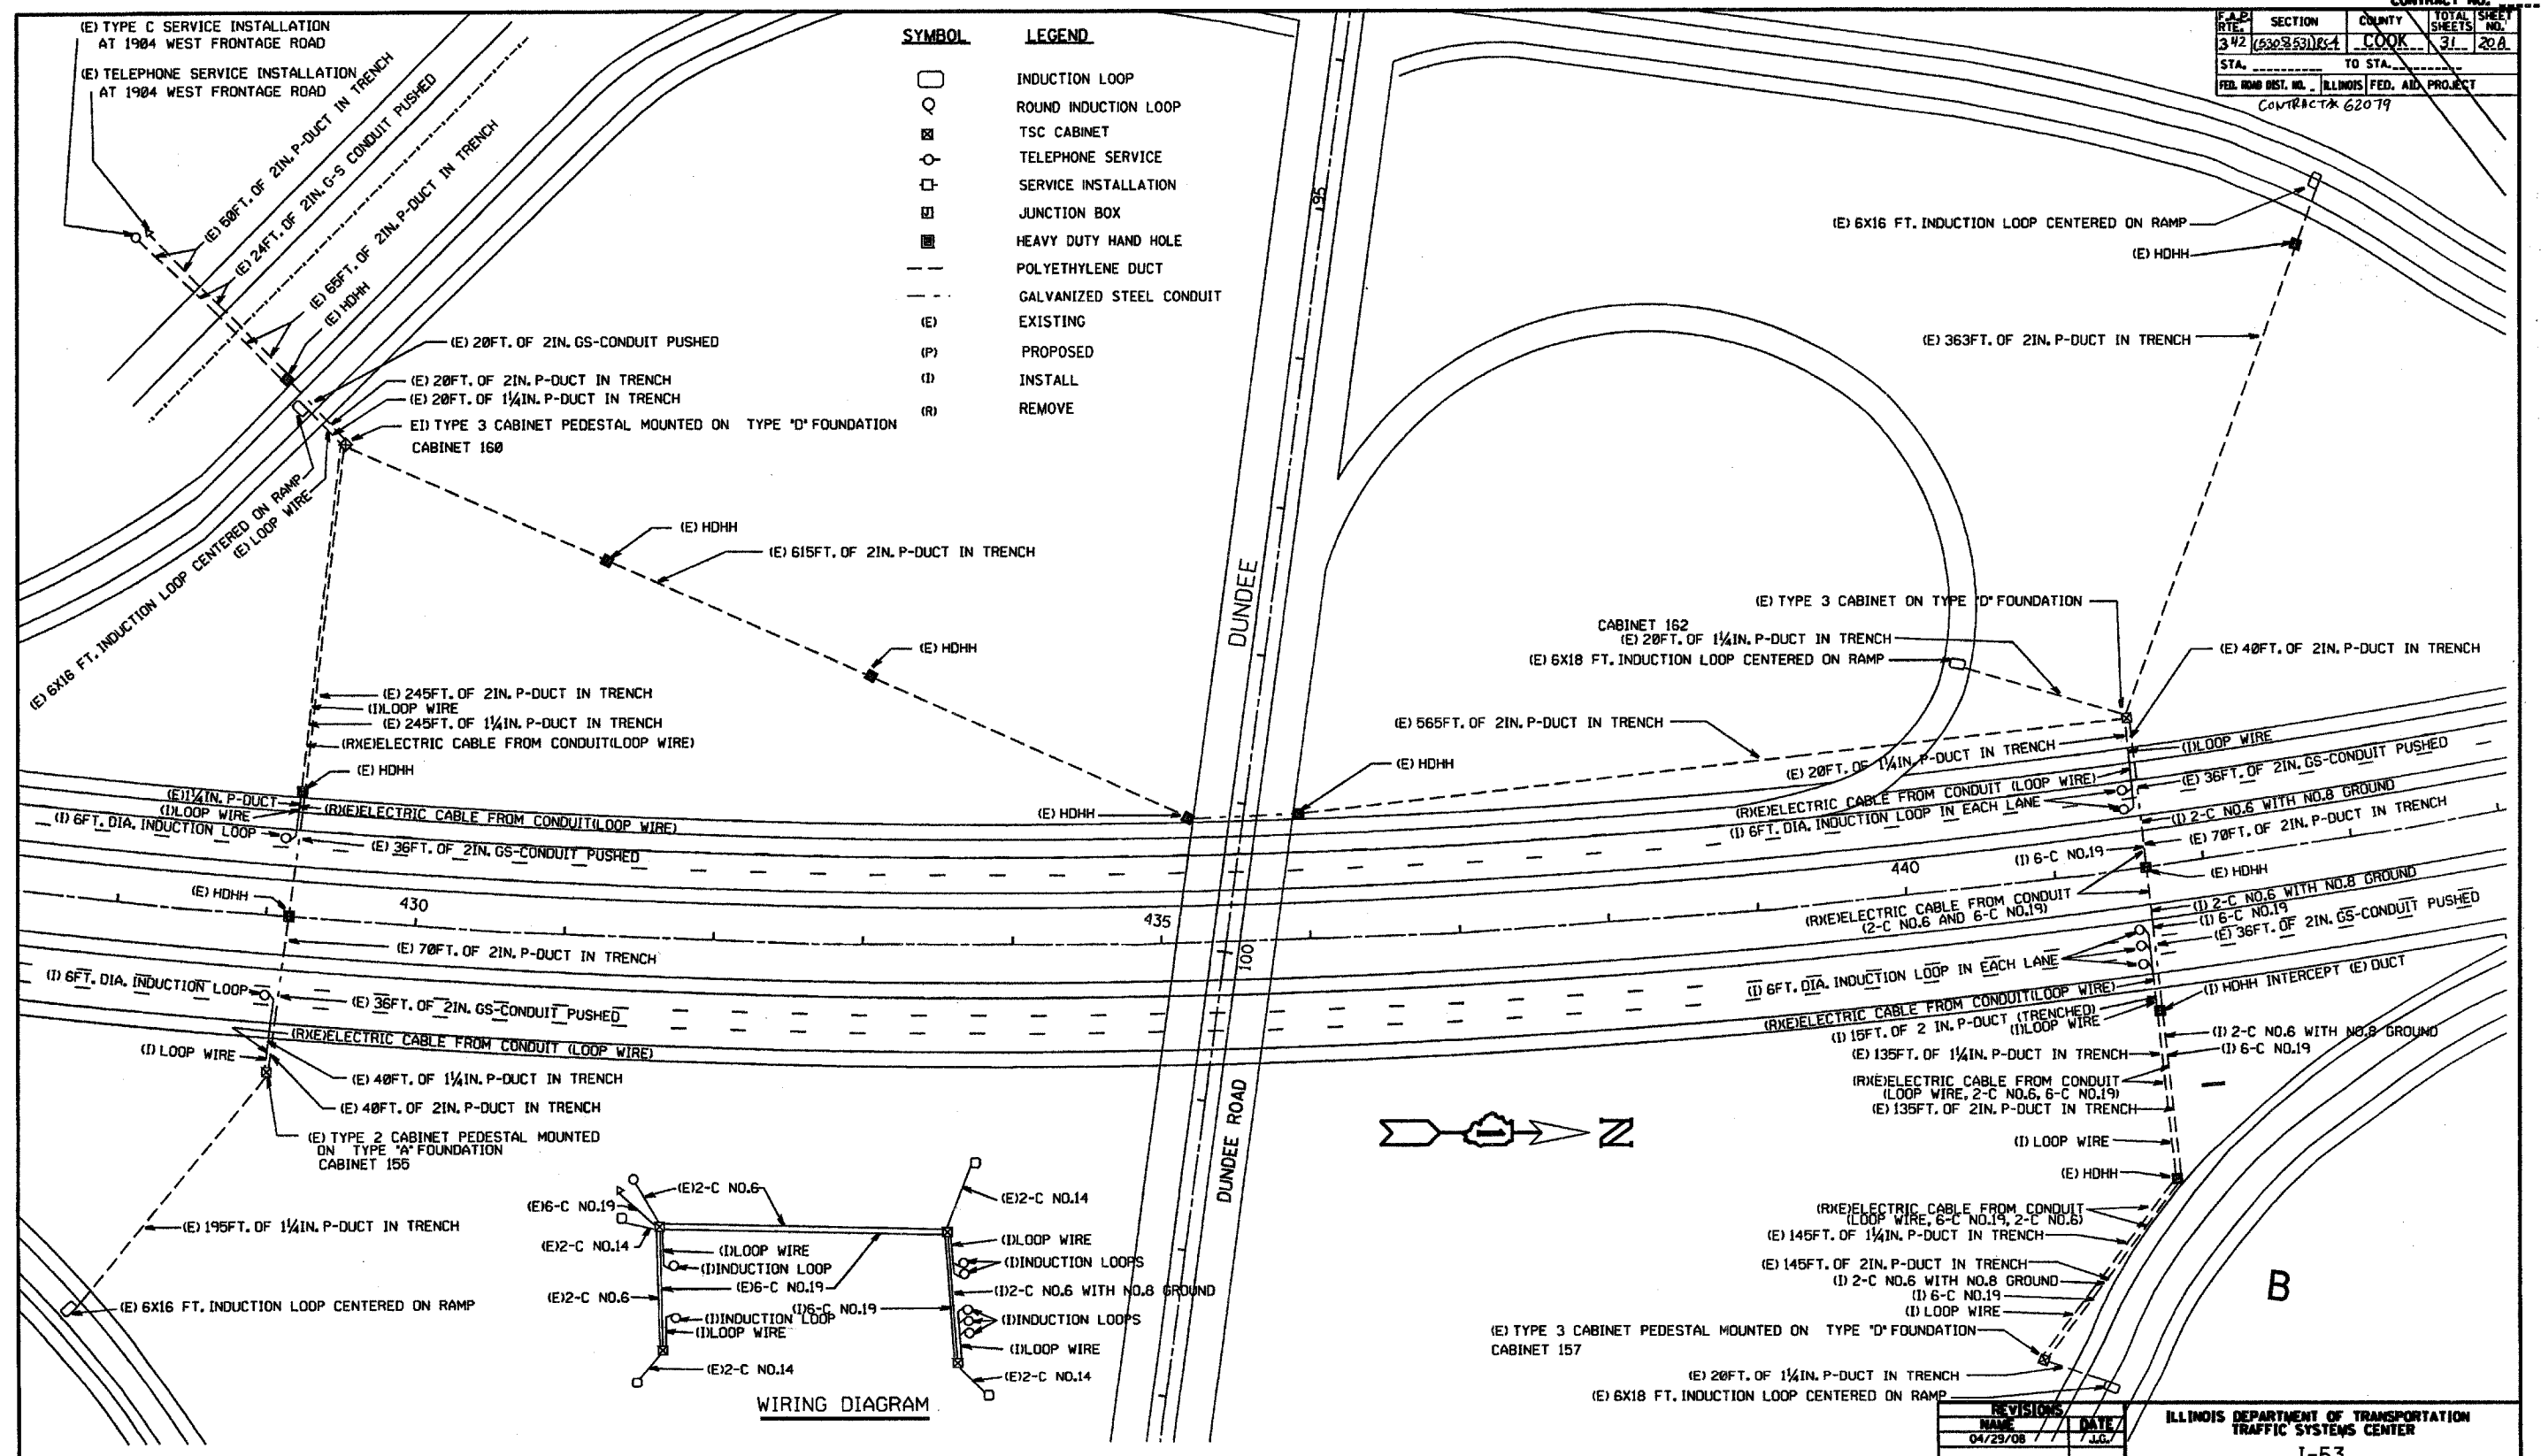 CONTRACT NO.
F.A.P. RTE. SECTION COUNTY TOTAL SHEETS SHEET NO.
342 (530&531)RS-1 COOK 31 20A
STA. TO STA.
FED. ROAD DIST. NO. ILLINOIS FED. AID PROJECT
CONTRACT# 62079
(E) TYPE C SERVICE INSTALLATION
AT 1904 WEST FRONTAGE ROAD
(E) TELEPHONE SERVICE INSTALLATION
AT 1904 WEST FRONTAGE ROAD
(E) 60FT. OF 2IN. P-DUCT IN TRENCH
(E) 24FT. OF 2IN. G-S CONDUIT PUSHED
(E) 65FT. OF 2IN. P-DUCT IN TRENCH
(E) HDHH
(E) 20FT. OF 2IN. GS-CONDUIT PUSHED
(E) 20FT. OF 2IN. P-DUCT IN TRENCH
(E) 20FT. OF 1¼IN. P-DUCT IN TRENCH
EI) TYPE 3 CABINET PEDESTAL MOUNTED ON TYPE "D" FOUNDATION
CABINET 160
(E) 6X16 FT. INDUCTION LOOP CENTERED ON RAMP
(E) LOOP WIRE
SYMBOL LEGEND
INDUCTION LOOP
ROUND INDUCTION LOOP
TSC CABINET
TELEPHONE SERVICE
SERVICE INSTALLATION
JUNCTION BOX
HEAVY DUTY HAND HOLE
POLYETHYLENE DUCT
GALVANIZED STEEL CONDUIT
(E) EXISTING
(P) PROPOSED
(I) INSTALL
(R) REMOVE
95
(E) 6X16 FT. INDUCTION LOOP CENTERED ON RAMP
(E) HDHH
(E) 363FT. OF 2IN. P-DUCT IN TRENCH
(E) HDHH
(E) 615FT. OF 2IN. P-DUCT IN TRENCH
(E) HDHH
DUNDEE
(E) TYPE 3 CABINET ON TYPE "D" FOUNDATION
CABINET 162
(E) 20FT. OF 1¼IN. P-DUCT IN TRENCH
(E) 6X18 FT. INDUCTION LOOP CENTERED ON RAMP
(E) 40FT. OF 2IN. P-DUCT IN TRENCH
(E) 245FT. OF 2IN. P-DUCT IN TRENCH
(I)LOOP WIRE
(E) 245FT. OF 1¼IN. P-DUCT IN TRENCH
(R)(E)ELECTRIC CABLE FROM CONDUIT(LOOP WIRE)
(E) HDHH
(E) 565FT. OF 2IN. P-DUCT IN TRENCH
(E) HDHH
(E) HDHH
(E) 20FT. OF 1¼IN. P-DUCT IN TRENCH
(I)LOOP WIRE
(R)(E)ELECTRIC CABLE FROM CONDUIT (LOOP WIRE)
(E) 36FT. OF 2IN. GS-CONDUIT PUSHED
(I) 6FT. DIA. INDUCTION LOOP IN EACH LANE
(I) 2-C NO.6 WITH NO.8 GROUND
(E) 70FT. OF 2IN. P-DUCT IN TRENCH
(E)1¼IN. P-DUCT
(I)LOOP WIRE
(R)(E)ELECTRIC CABLE FROM CONDUIT(LOOP WIRE)
(I) 6FT. DIA. INDUCTION LOOP
(E) 36FT. OF 2IN. GS-CONDUIT PUSHED
(I) 6-C NO.19
(E) HDHH
440
(E) HDHH
430
435
100
(R)(E)ELECTRIC CABLE FROM CONDUIT
(2-C NO.6 AND 6-C NO.19)
(I) 2-C NO.6 WITH NO.8 GROUND
(I) 6-C NO.19
(E) 36FT. OF 2IN. GS-CONDUIT PUSHED
(E) 70FT. OF 2IN. P-DUCT IN TRENCH
(I) 6FT. DIA. INDUCTION LOOP
(E) 36FT. OF 2IN. GS-CONDUIT PUSHED
(I) 6FT. DIA. INDUCTION LOOP IN EACH LANE
(I) HDHH INTERCEPT (E) DUCT
(R)(E)ELECTRIC CABLE FROM CONDUIT (LOOP WIRE)
(I) LOOP WIRE
(R)(E)ELECTRIC CABLE FROM CONDUIT(LOOP WIRE)
(I) 15FT. OF 2 IN. P-DUCT (TRENCHED)
(I)LOOP WIRE
(I) 2-C NO.6 WITH NO.8 GROUND
(I) 6-C NO.19
(E) 135FT. OF 1¼IN. P-DUCT IN TRENCH
(R)(E)ELECTRIC CABLE FROM CONDUIT
(LOOP WIRE, 2-C NO.6, 6-C NO.19)
(E) 135FT. OF 2IN. P-DUCT IN TRENCH
(I) LOOP WIRE
(E) HDHH
(E) 40FT. OF 1¼IN. P-DUCT IN TRENCH
(E) 40FT. OF 2IN. P-DUCT IN TRENCH
(E) TYPE 2 CABINET PEDESTAL MOUNTED
ON TYPE "A" FOUNDATION
CABINET 155
(E) 195FT. OF 1¼IN. P-DUCT IN TRENCH
(E) 6X16 FT. INDUCTION LOOP CENTERED ON RAMP
DUNDEE ROAD
N
(E)2-C NO.6
(E)6-C NO.19
(E)2-C NO.14
(E)2-C NO.14
(I)LOOP WIRE
(I)INDUCTION LOOP
(E)6-C NO.19
(E)2-C NO.6
(I)LOOP WIRE
(I)INDUCTION LOOPS
(I)2-C NO.6 WITH NO.8 GROUND
(I)6-C NO.19
(I)INDUCTION LOOP
(I)LOOP WIRE
(I)INDUCTION LOOPS
(I)LOOP WIRE
(E)2-C NO.14
(E)2-C NO.14
WIRING DIAGRAM
(R)(E)ELECTRIC CABLE FROM CONDUIT
(LOOP WIRE, 6-C NO.19, 2-C NO.6)
(E) 145FT. OF 1¼IN. P-DUCT IN TRENCH
(E) 145FT. OF 2IN. P-DUCT IN TRENCH
(I) 2-C NO.6 WITH NO.8 GROUND
(I) 6-C NO.19
(I) LOOP WIRE
B
(E) TYPE 3 CABINET PEDESTAL MOUNTED ON TYPE "D" FOUNDATION
CABINET 157
(E) 20FT. OF 1¼IN. P-DUCT IN TRENCH
(E) 6X18 FT. INDUCTION LOOP CENTERED ON RAMP
REVISIONS
NAME DATE
04/29/08 J.G.
ILLINOIS DEPARTMENT OF TRANSPORTATION
TRAFFIC SYSTEMS CENTER
I-53